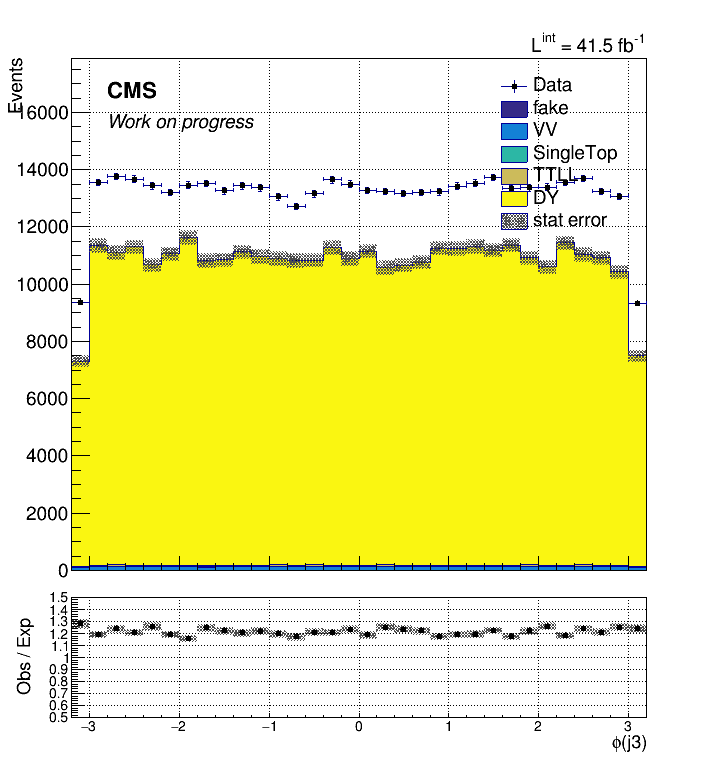 L^int = 41.5 fb^-1
Events
CMS
Work on progress
Data
fake
VV
SingleTop
TTLL
DY
stat error
16000
14000
12000
10000
8000
6000
4000
2000
0
Obs / Exp
1.5
1.4
1.3
1.2
1.1
1
0.9
0.8
0.7
0.6
0.5
−3
−2
−1
0
1
2
3
ϕ(j3)